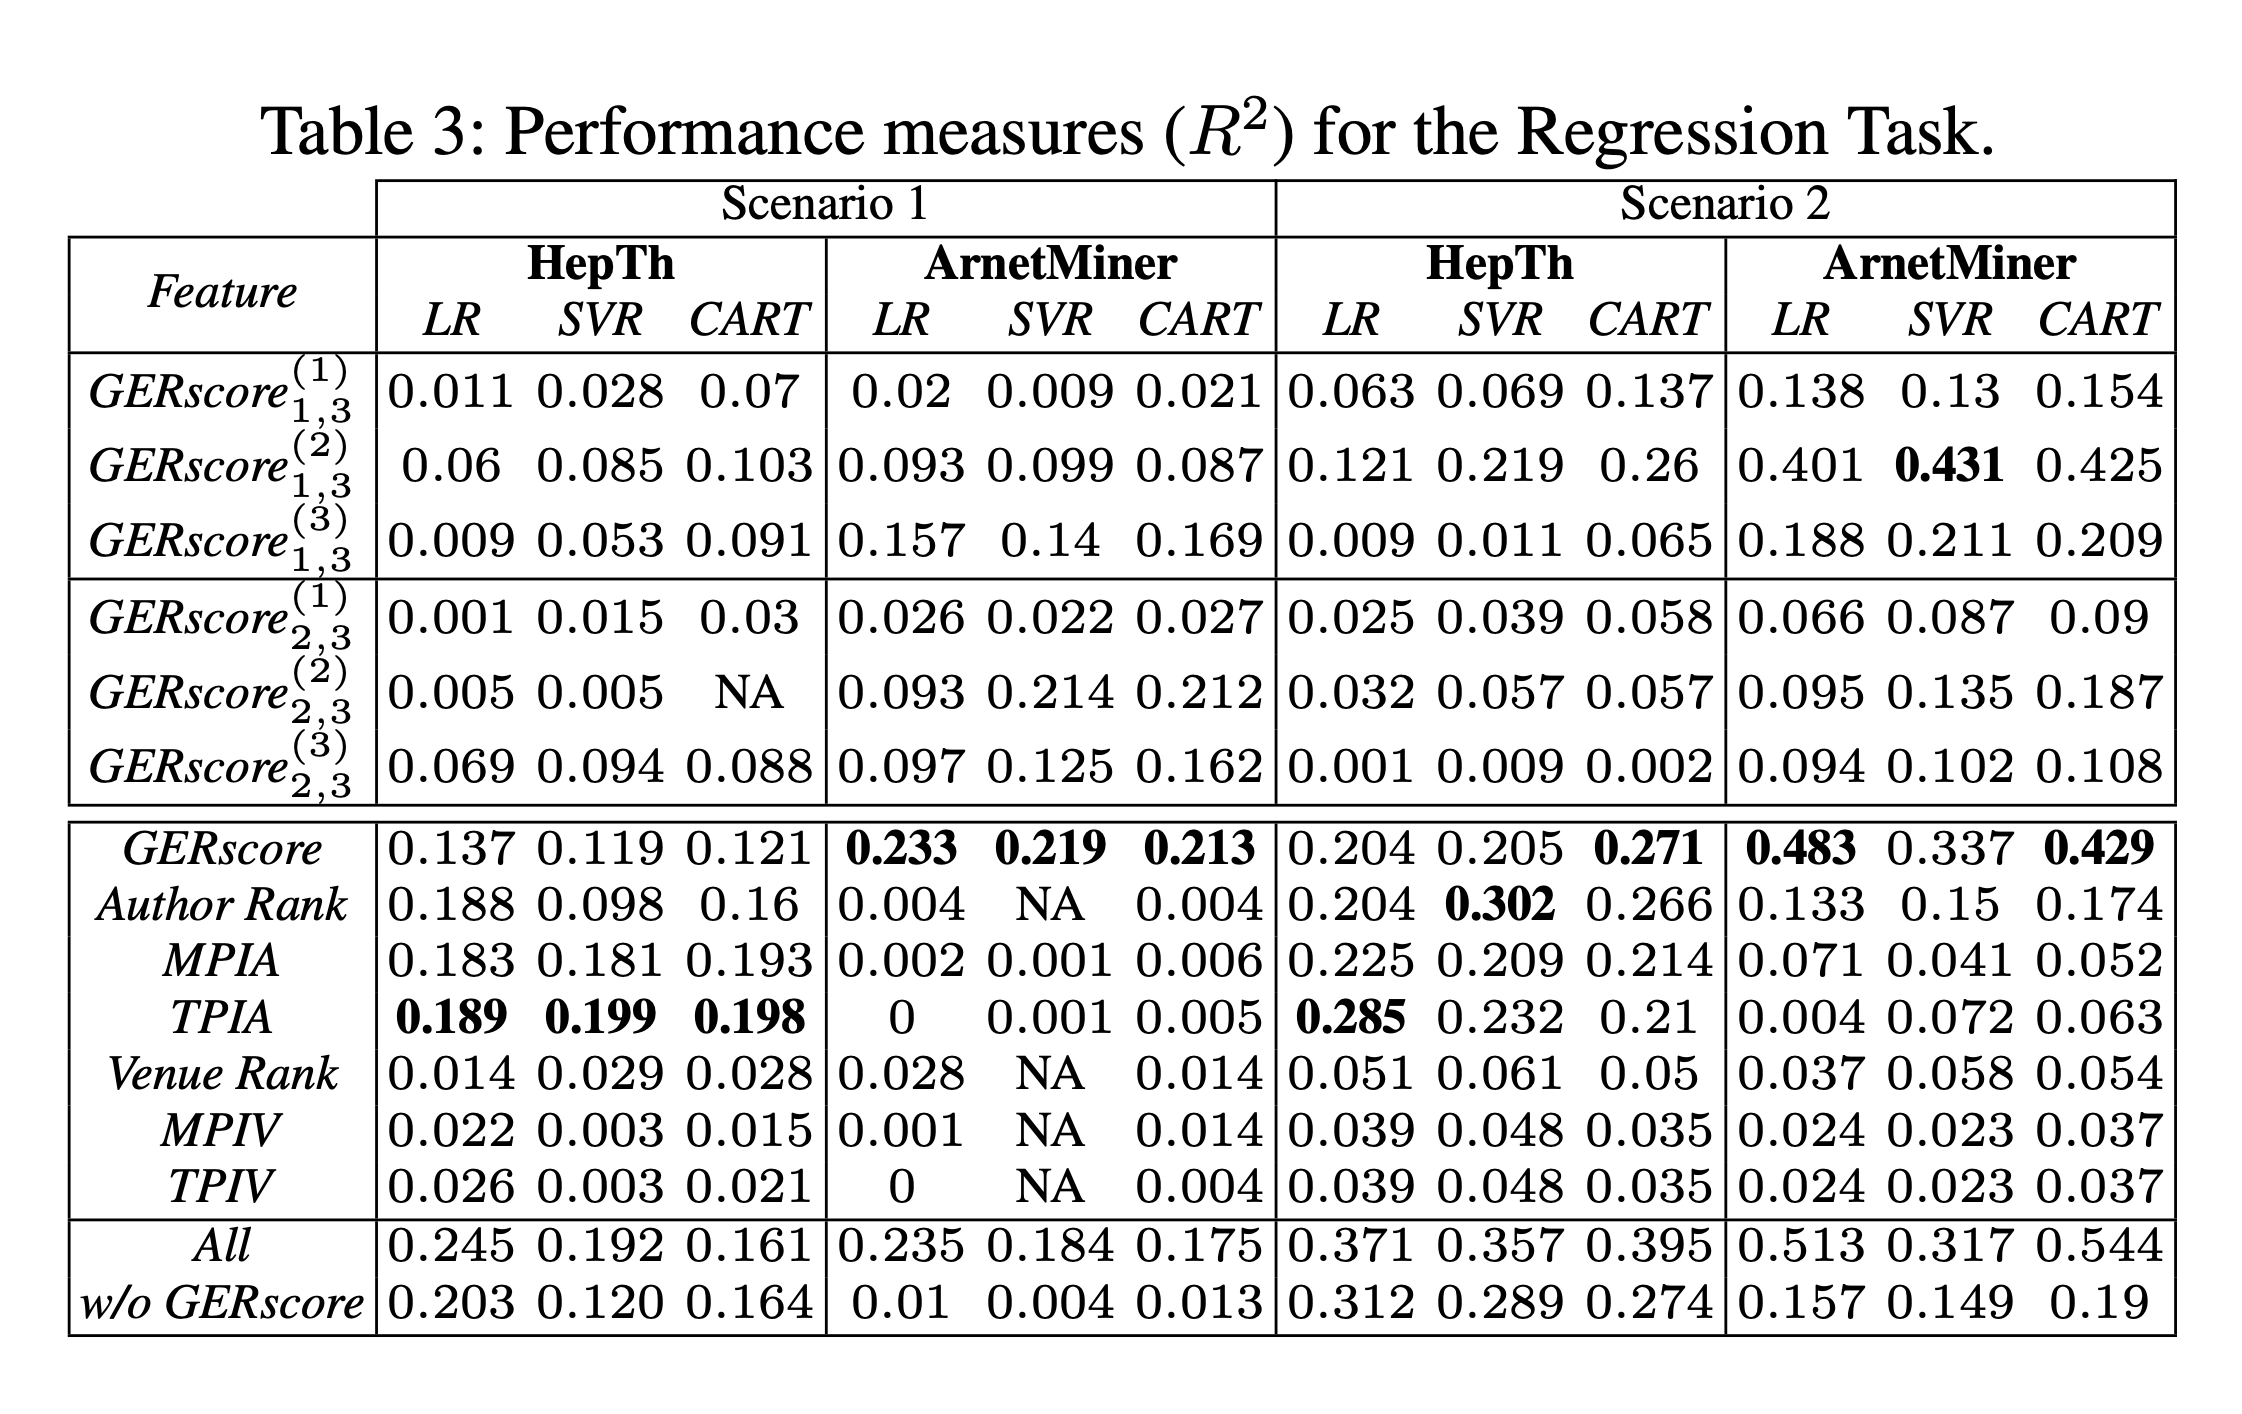 Table 3: Performance measures (R²) for the Regression Task.
Scenario 1 Scenario 2
Feature HepTh ArnetMiner HepTh ArnetMiner
LR SVR CART LR SVR CART LR SVR CART LR SVR CART
GERscore_{1,3}^{(1)} 0.011 0.028 0.07 0.02 0.009 0.021 0.063 0.069 0.137 0.138 0.13 0.154
GERscore_{1,3}^{(2)} 0.06 0.085 0.103 0.093 0.099 0.087 0.121 0.219 0.26 0.401 0.431 0.425
GERscore_{1,3}^{(3)} 0.009 0.053 0.091 0.157 0.14 0.169 0.009 0.011 0.065 0.188 0.211 0.209
GERscore_{2,3}^{(1)} 0.001 0.015 0.03 0.026 0.022 0.027 0.025 0.039 0.058 0.066 0.087 0.09
GERscore_{2,3}^{(2)} 0.005 0.005 NA 0.093 0.214 0.212 0.032 0.057 0.057 0.095 0.135 0.187
GERscore_{2,3}^{(3)} 0.069 0.094 0.088 0.097 0.125 0.162 0.001 0.009 0.002 0.094 0.102 0.108
GERscore 0.137 0.119 0.121 0.233 0.219 0.213 0.204 0.205 0.271 0.483 0.337 0.429
Author Rank 0.188 0.098 0.16 0.004 NA 0.004 0.204 0.302 0.266 0.133 0.15 0.174
MPIA 0.183 0.181 0.193 0.002 0.001 0.006 0.225 0.209 0.214 0.071 0.041 0.052
TPIA 0.189 0.199 0.198 0 0.001 0.005 0.285 0.232 0.21 0.004 0.072 0.063
Venue Rank 0.014 0.029 0.028 0.028 NA 0.014 0.051 0.061 0.05 0.037 0.058 0.054
MPIV 0.022 0.003 0.015 0.001 NA 0.014 0.039 0.048 0.035 0.024 0.023 0.037
TPIV 0.026 0.003 0.021 0 NA 0.004 0.039 0.048 0.035 0.024 0.023 0.037
All 0.245 0.192 0.161 0.235 0.184 0.175 0.371 0.357 0.395 0.513 0.317 0.544
w/o GERscore 0.203 0.120 0.164 0.01 0.004 0.013 0.312 0.289 0.274 0.157 0.149 0.19